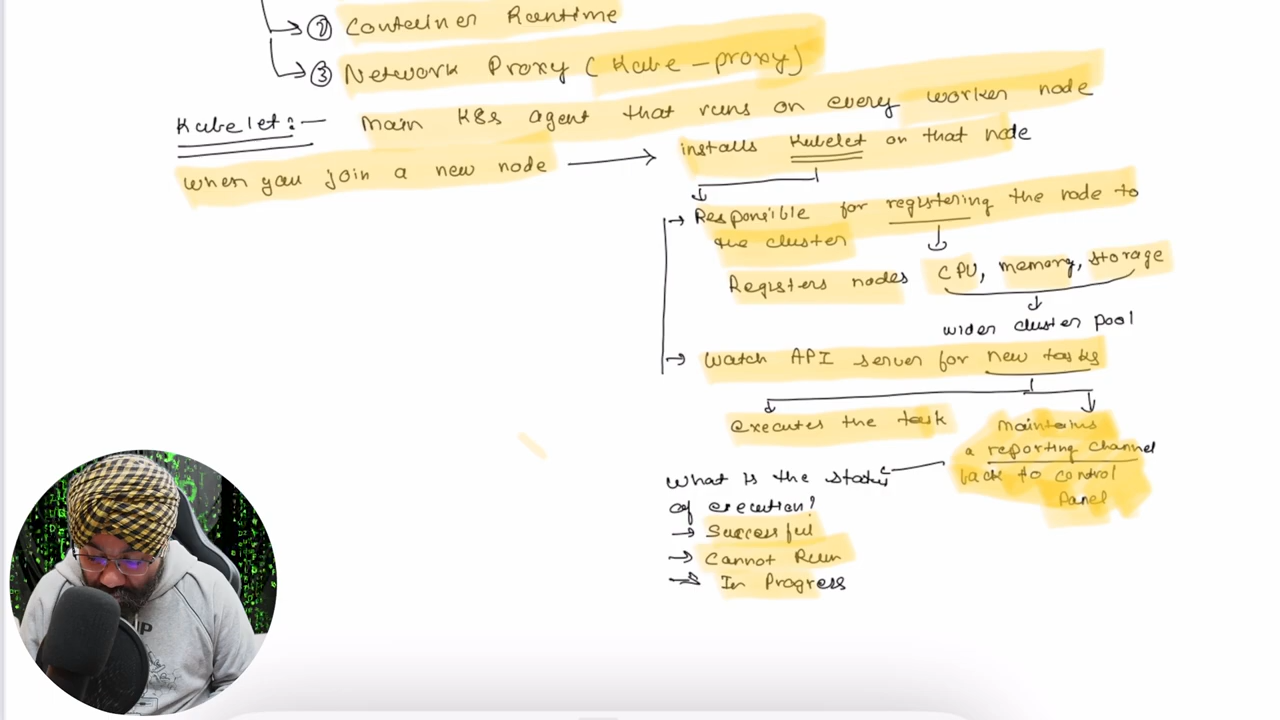 ② Container Runtime
③ Network Proxy (Kube-proxy)
Kubelet:- Main K8s agent that runs on every worker node
when you join a new node → installs Kubelet on that node
→ Responsible for registering the node to
the cluster
Registers nodes CPU, memory, storage
wider cluster pool
→ Watch API server for new tasks
executes the task
Maintains
a reporting channel
back to control
Panel
What is the status
of execution?
→ Successful
→ Cannot Run
→ In Progress